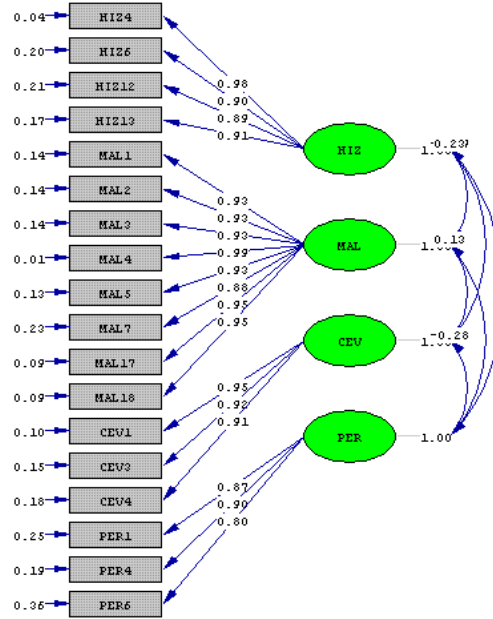 0.04 HIZ4
0.20 HIZ6
0.21 HIZ12
0.17 HIZ13
0.14 MAL1
0.14 MAL2
0.14 MAL3
0.01 MAL4
0.13 MAL5
0.23 MAL7
0.09 MAL17
0.09 MAL18
0.10 CEV1
0.15 CEV3
0.18 CEV4
0.25 PER1
0.19 PER4
0.36 PER6
0.98
0.90
0.89
0.91
0.93
0.93
0.93
0.99
0.93
0.88
0.95
0.95
0.95
0.92
0.91
0.87
0.90
0.80
HIZ
MAL
CEV
PER
-0.23
0.13
-0.28
1.00